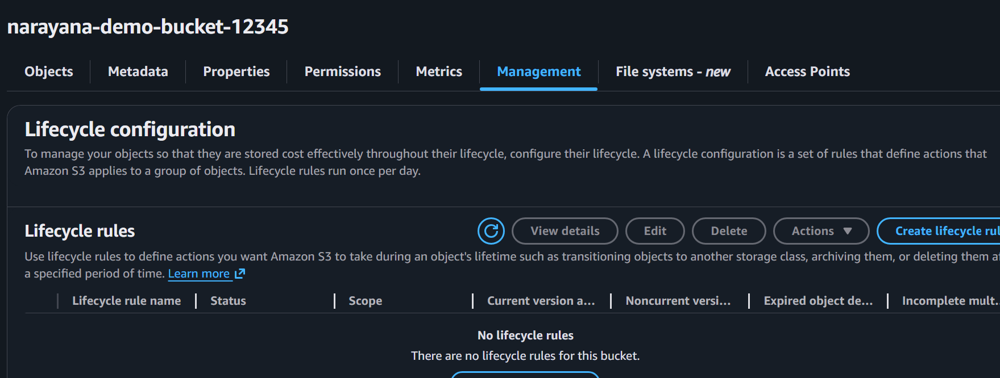 narayana-demo-bucket-12345
Objects Metadata Properties Permissions Metrics Management File systems - new Access Points
Lifecycle configuration
To manage your objects so that they are stored cost effectively throughout their lifecycle, configure their lifecycle. A lifecycle configuration is a set of rules that define actions that
Amazon S3 applies to a group of objects. Lifecycle rules run once per day.
Lifecycle rules View details Edit Delete Actions Create lifecycle
Use lifecycle rules to define actions you want Amazon S3 to take during an object's lifetime such as transitioning objects to another storage class, archiving them, or deleting them
a specified period of time. Learn more
Lifecycle rule name Status Scope Current version a... Noncurrent versi... Expired object de... Incomplete mult...
No lifecycle rules
There are no lifecycle rules for this bucket.